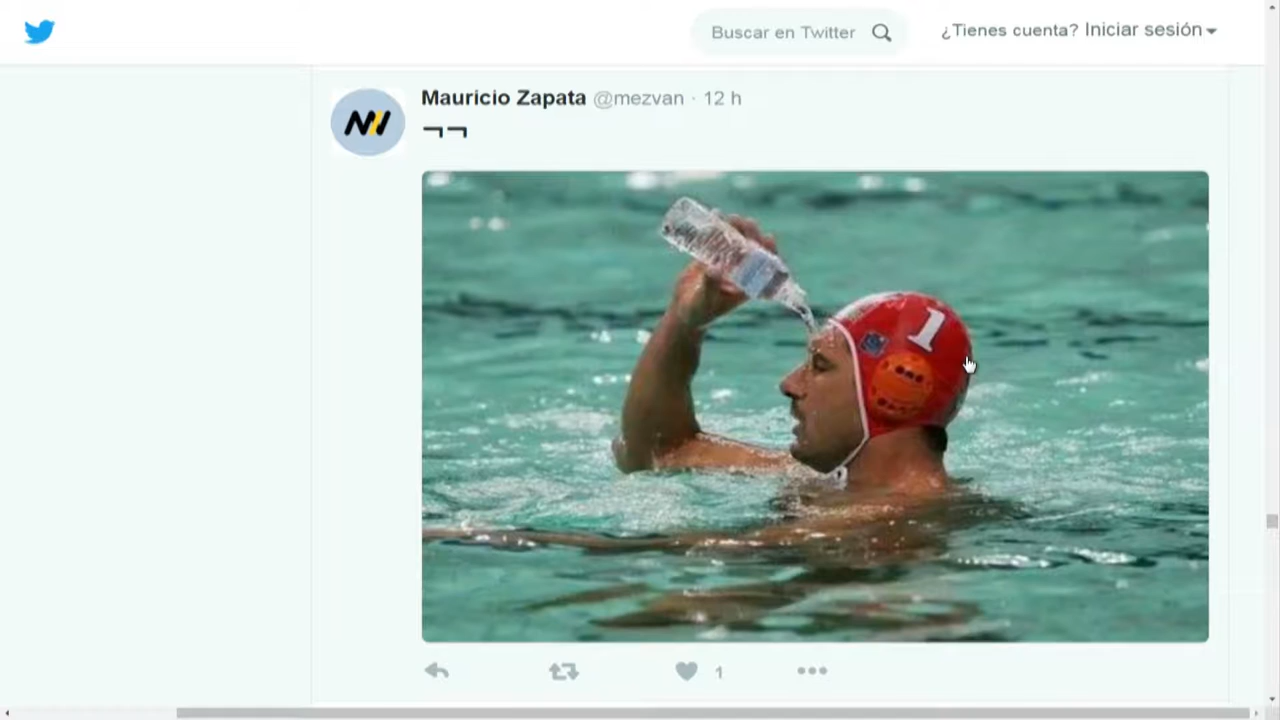 Buscar en Twitter
¿Tienes cuenta? Iniciar sesión
Mauricio Zapata @mezvan · 12 h
¬¬
1
1